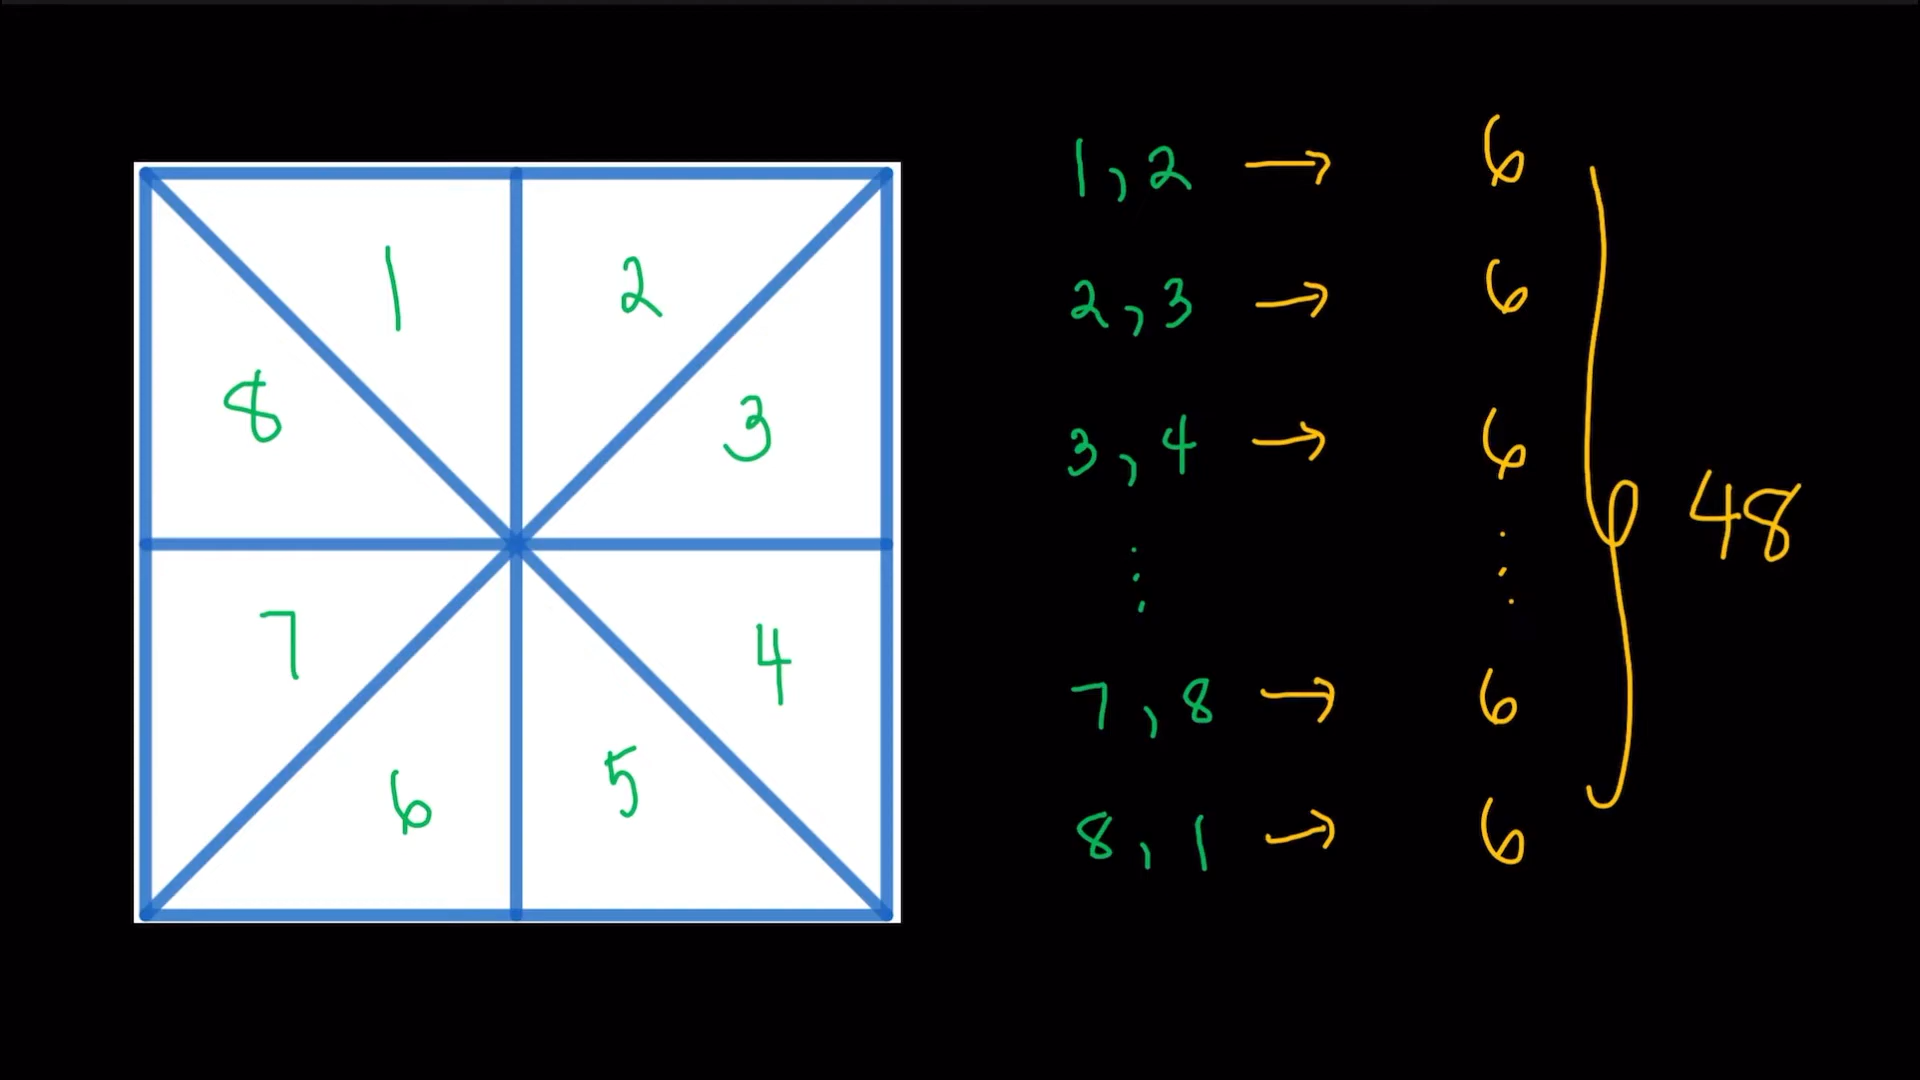 1
2
8
3
7
4
6
5
1, 2 → 6
2, 3 → 6
3, 4 → 6
⋮ ⋮
48
7, 8 → 6
8, 1 → 6